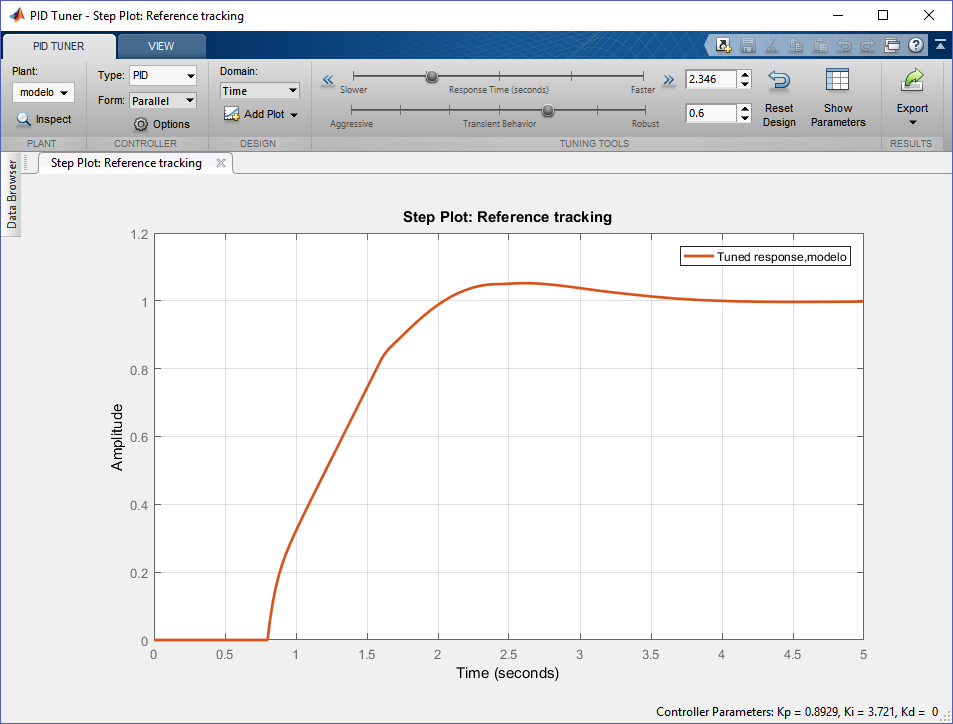 PID Tuner - Step Plot: Reference tracking
PID TUNER VIEW
Plant:
modelo
Inspect
PLANT
Type: PID
Form: Parallel
Options
CONTROLLER
Domain:
Time
Add Plot
DESIGN
Slower Response Time (seconds) Faster
2.346
Aggressive Transient Behavior Robust
0.6
Reset
Design
Show
Parameters
TUNING TOOLS
Export
RESULTS
Data Browser
Step Plot: Reference tracking
Step Plot: Reference tracking
Tuned response,modelo
Amplitude
1.2
1
0.8
0.6
0.4
0.2
0
0 0.5 1 1.5 2 2.5 3 3.5 4 4.5 5
Time (seconds)
Controller Parameters: Kp = 0.8929, Ki = 3.721, Kd = 0